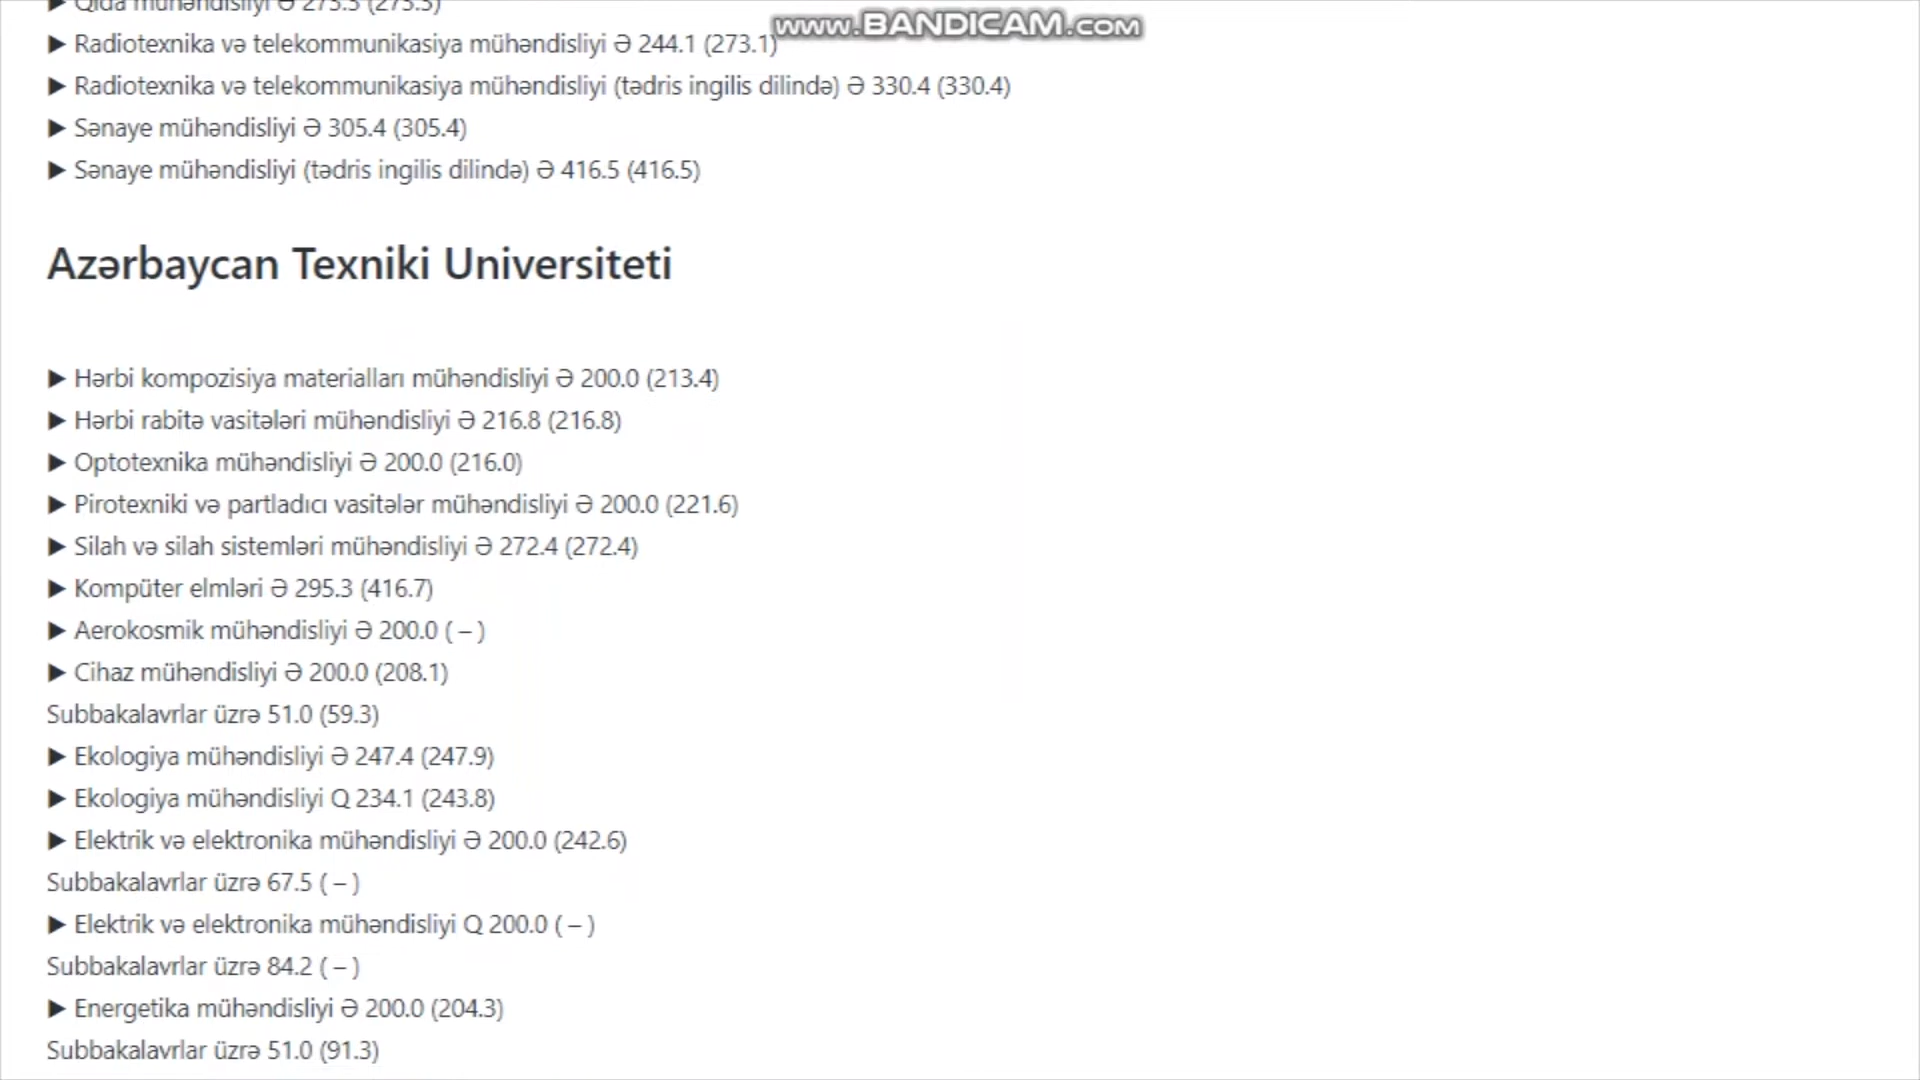 ▶ Qida mühəndisliyi Ə 273.3 (273.3)
www.BANDICAM.com
▶ Radiotexnika və telekommunikasiya mühəndisliyi Ə 244.1 (273.1)
▶ Radiotexnika və telekommunikasiya mühəndisliyi (tədris ingilis dilində) Ə 330.4 (330.4)
▶ Sənaye mühəndisliyi Ə 305.4 (305.4)
▶ Sənaye mühəndisliyi (tədris ingilis dilində) Ə 416.5 (416.5)
Azərbaycan Texniki Universiteti
▶ Hərbi kompozisiya materialları mühəndisliyi Ə 200.0 (213.4)
▶ Hərbi rabitə vasitələri mühəndisliyi Ə 216.8 (216.8)
▶ Optotexnika mühəndisliyi Ə 200.0 (216.0)
▶ Pirotexniki və partladıcı vasitələr mühəndisliyi Ə 200.0 (221.6)
▶ Silah və silah sistemləri mühəndisliyi Ə 272.4 (272.4)
▶ Kompüter elmləri Ə 295.3 (416.7)
▶ Aerokosmik mühəndisliyi Ə 200.0 ( – )
▶ Cihaz mühəndisliyi Ə 200.0 (208.1)
Subbakalavrlar üzrə 51.0 (59.3)
▶ Ekologiya mühəndisliyi Ə 247.4 (247.9)
▶ Ekologiya mühəndisliyi Q 234.1 (243.8)
▶ Elektrik və elektronika mühəndisliyi Ə 200.0 (242.6)
Subbakalavrlar üzrə 67.5 ( – )
▶ Elektrik və elektronika mühəndisliyi Q 200.0 ( – )
Subbakalavrlar üzrə 84.2 ( – )
▶ Energetika mühəndisliyi Ə 200.0 (204.3)
Subbakalavrlar üzrə 51.0 (91.3)